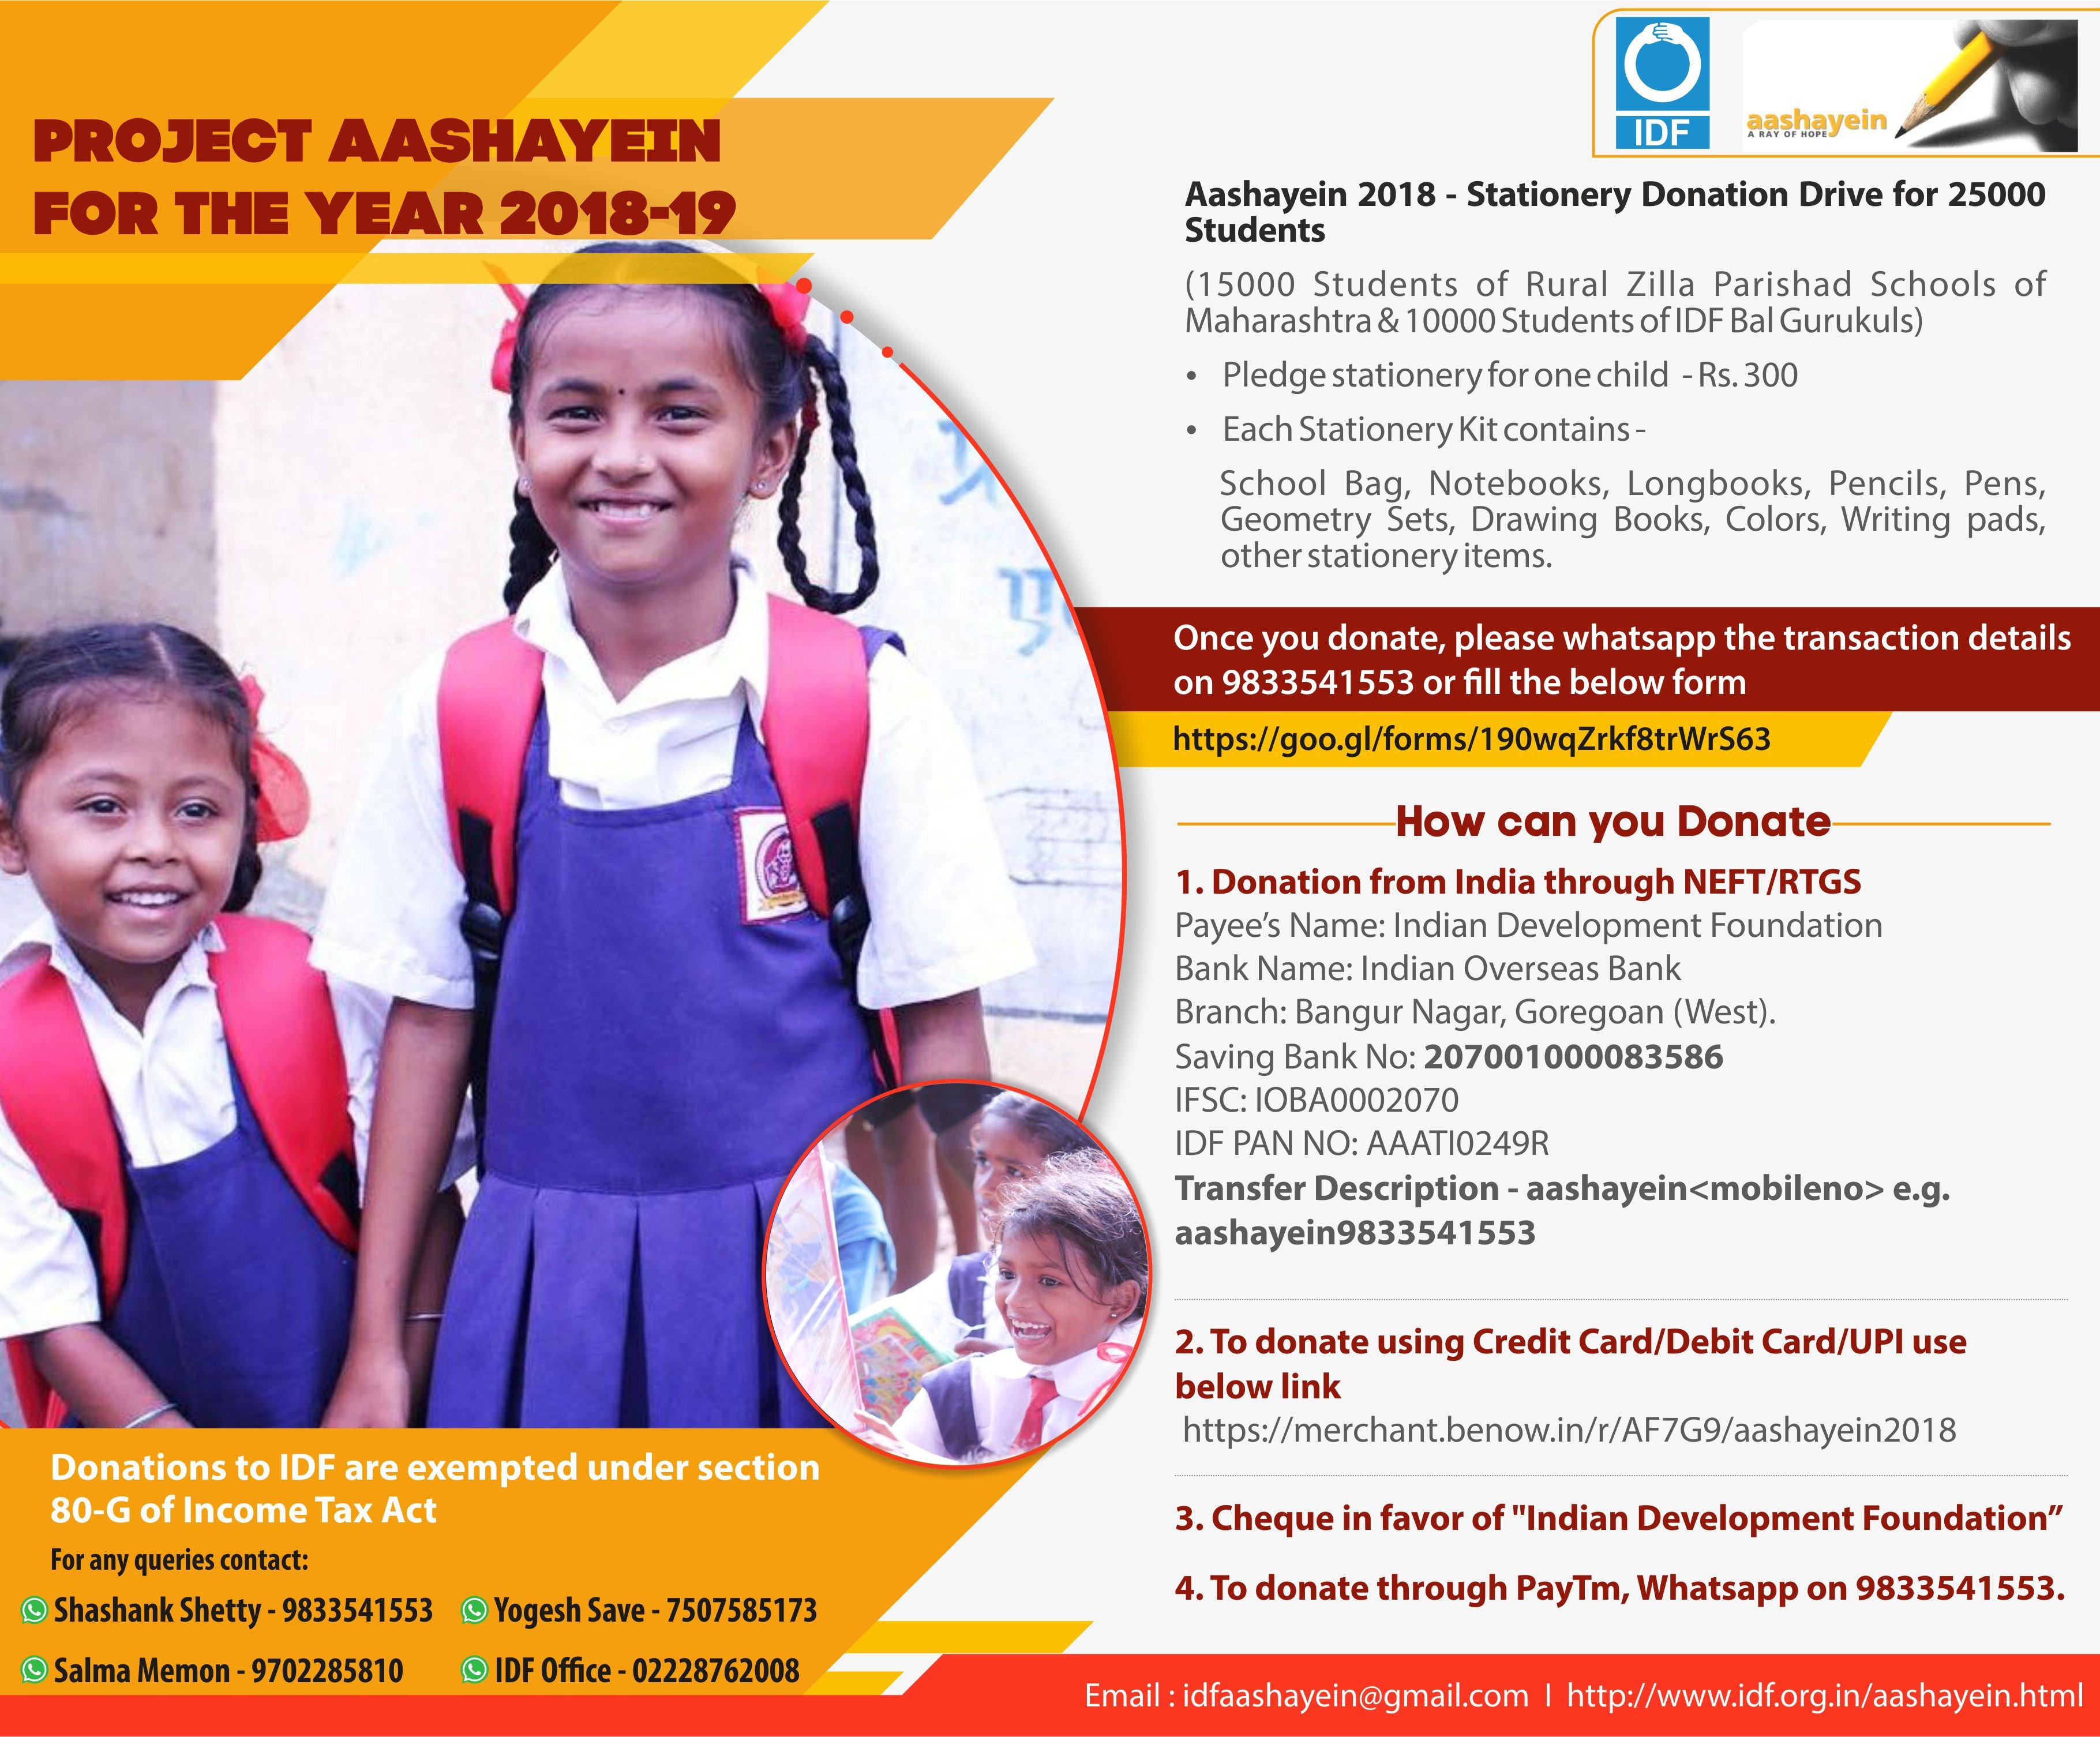 PROJECT AASHAYEIN
FOR THE YEAR 2018-19
IDF
aashayein
A RAY OF HOPE
Aashayein 2018 - Stationery Donation Drive for 25000
Students
(15000 Students of Rural Zilla Parishad Schools of
Maharashtra & 10000 Students of IDF Bal Gurukuls)
• Pledge stationery for one child - Rs. 300
• Each Stationery Kit contains -
School Bag, Notebooks, Longbooks, Pencils, Pens,
Geometry Sets, Drawing Books, Colors, Writing pads,
other stationery items.
Once you donate, please whatsapp the transaction details
on 9833541553 or fill the below form
https://goo.gl/forms/190wqZrkf8trWrS63
How can you Donate
1. Donation from India through NEFT/RTGS
Payee’s Name: Indian Development Foundation
Bank Name: Indian Overseas Bank
Branch: Bangur Nagar, Goregoan (West).
Saving Bank No: 207001000083586
IFSC: IOBA0002070
IDF PAN NO: AAATI0249R
Transfer Description - aashayein<mobileno> e.g.
aashayein9833541553
2. To donate using Credit Card/Debit Card/UPI use
below link
https://merchant.benow.in/r/AF7G9/aashayein2018
3. Cheque in favor of "Indian Development Foundation”
4. To donate through PayTm, Whatsapp on 9833541553.
Donations to IDF are exempted under section
80-G of Income Tax Act
For any queries contact:
Shashank Shetty - 9833541553
Yogesh Save - 7507585173
Salma Memon - 9702285810
IDF Office - 02228762008
Email : idfaashayein@gmail.com I http://www.idf.org.in/aashayein.html